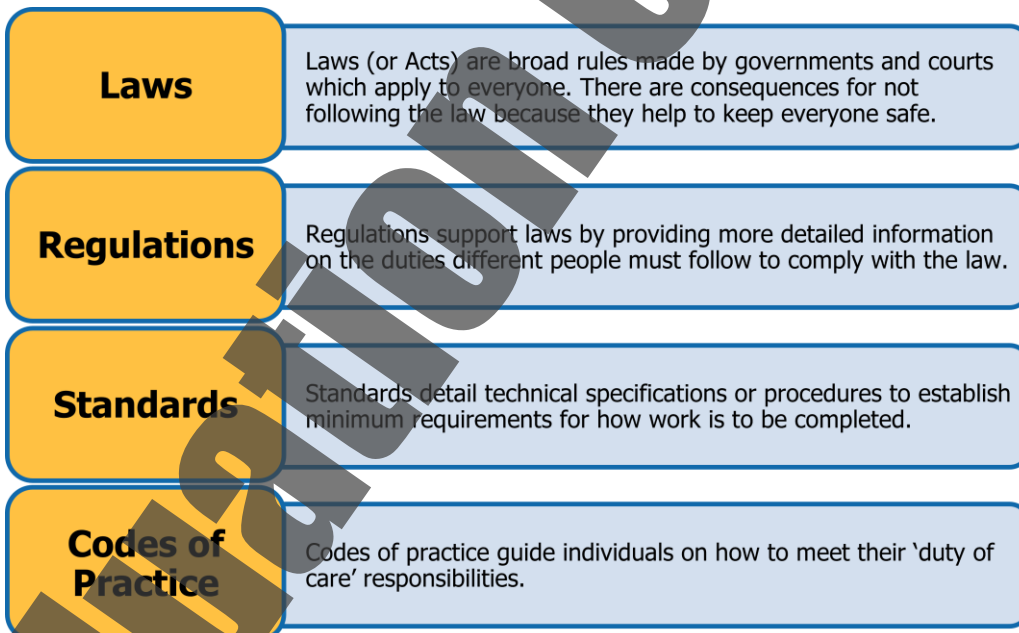 Laws
Laws (or Acts) are broad rules made by governments and courts
which apply to everyone. There are consequences for not
following the law because they help to keep everyone safe.
Regulations
Regulations support laws by providing more detailed information
on the duties different people must follow to comply with the law.
Standards
Standards detail technical specifications or procedures to establish
minimum requirements for how work is to be completed.
Codes of
Practice
Codes of practice guide individuals on how to meet their ‘duty of
care’ responsibilities.